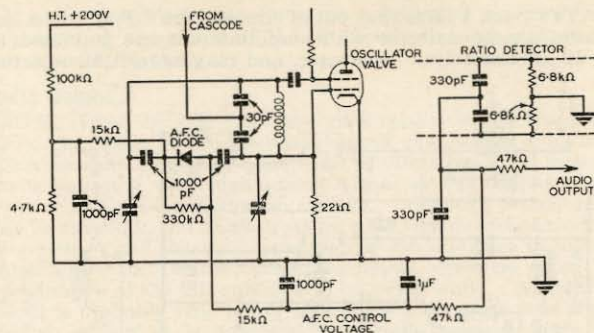 H.T. +200V
FROM
CASCODE
OSCILLATOR
VALVE
RATIO DETECTOR
100kΩ
330pF
6·8kΩ
30pF
15kΩ
A.F.C.
DIODE
6·8kΩ
47kΩ
AUDIO
OUTPUT
1000
pF
4·7kΩ
1000pF
330kΩ
22kΩ
330pF
1000pF
1µF
15kΩ
A.F.C. CONTROL
VOLTAGE
47kΩ